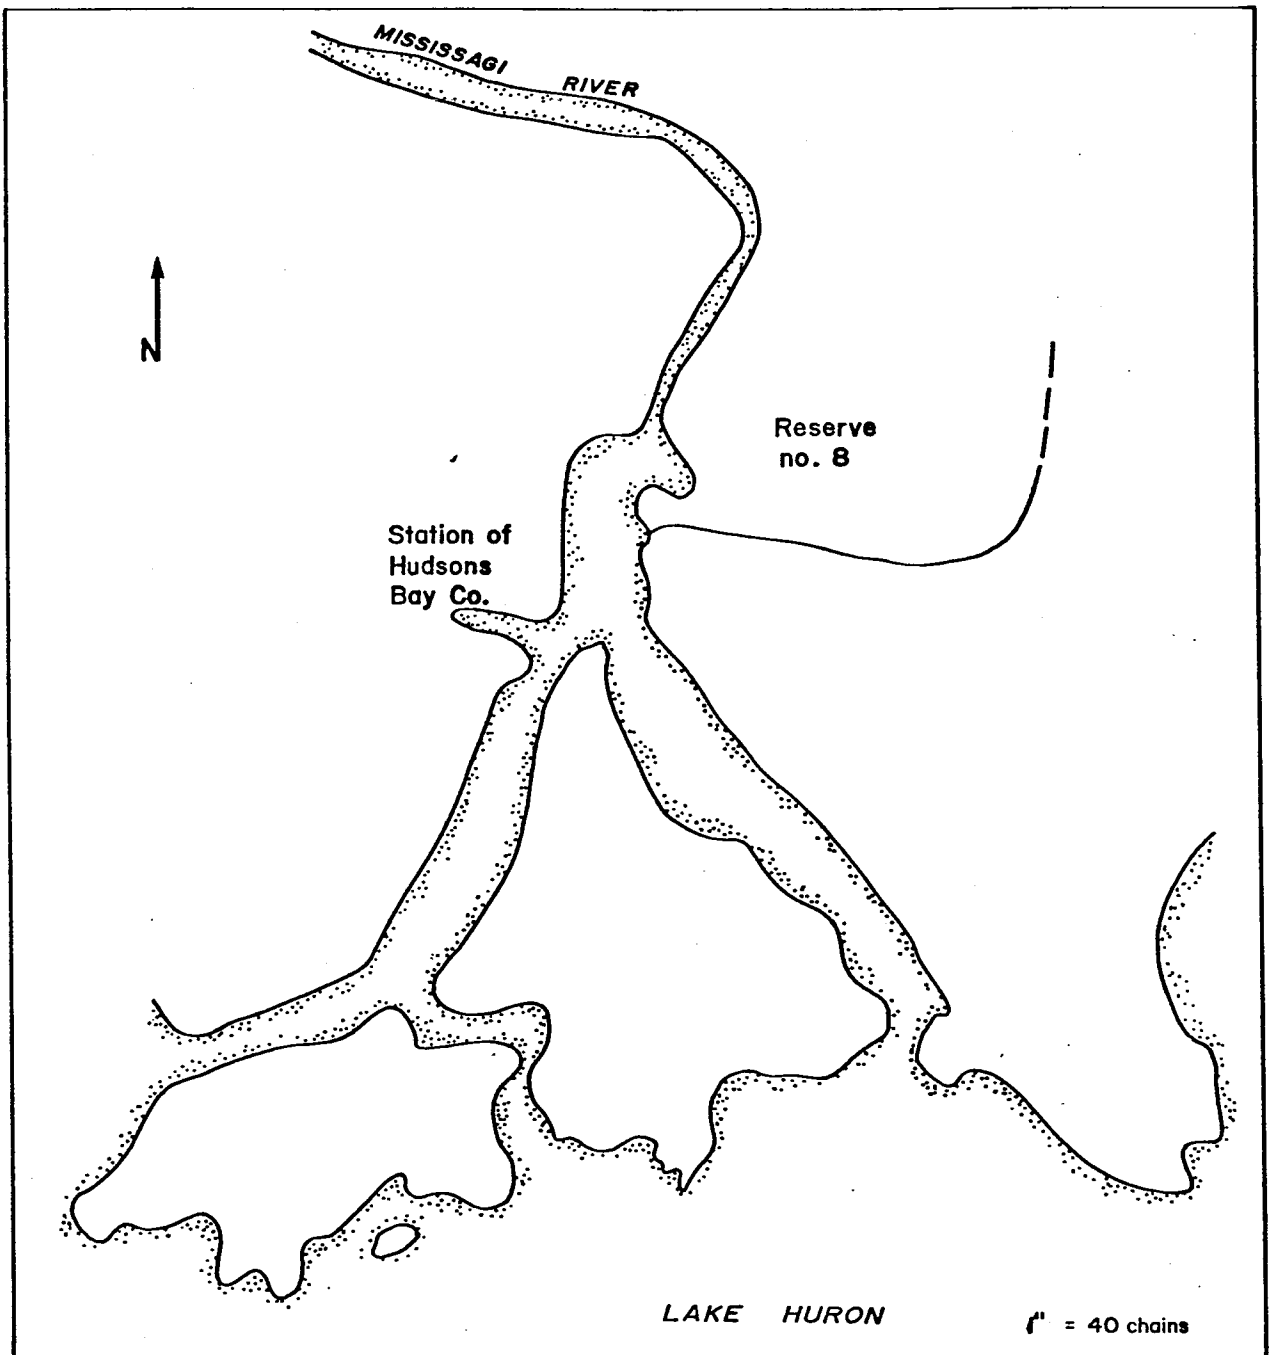 MISSISSAGI RIVER
N
Reserve
no. 8
Station of
Hudsons
Bay Co.
LAKE HURON
1" = 40 chains